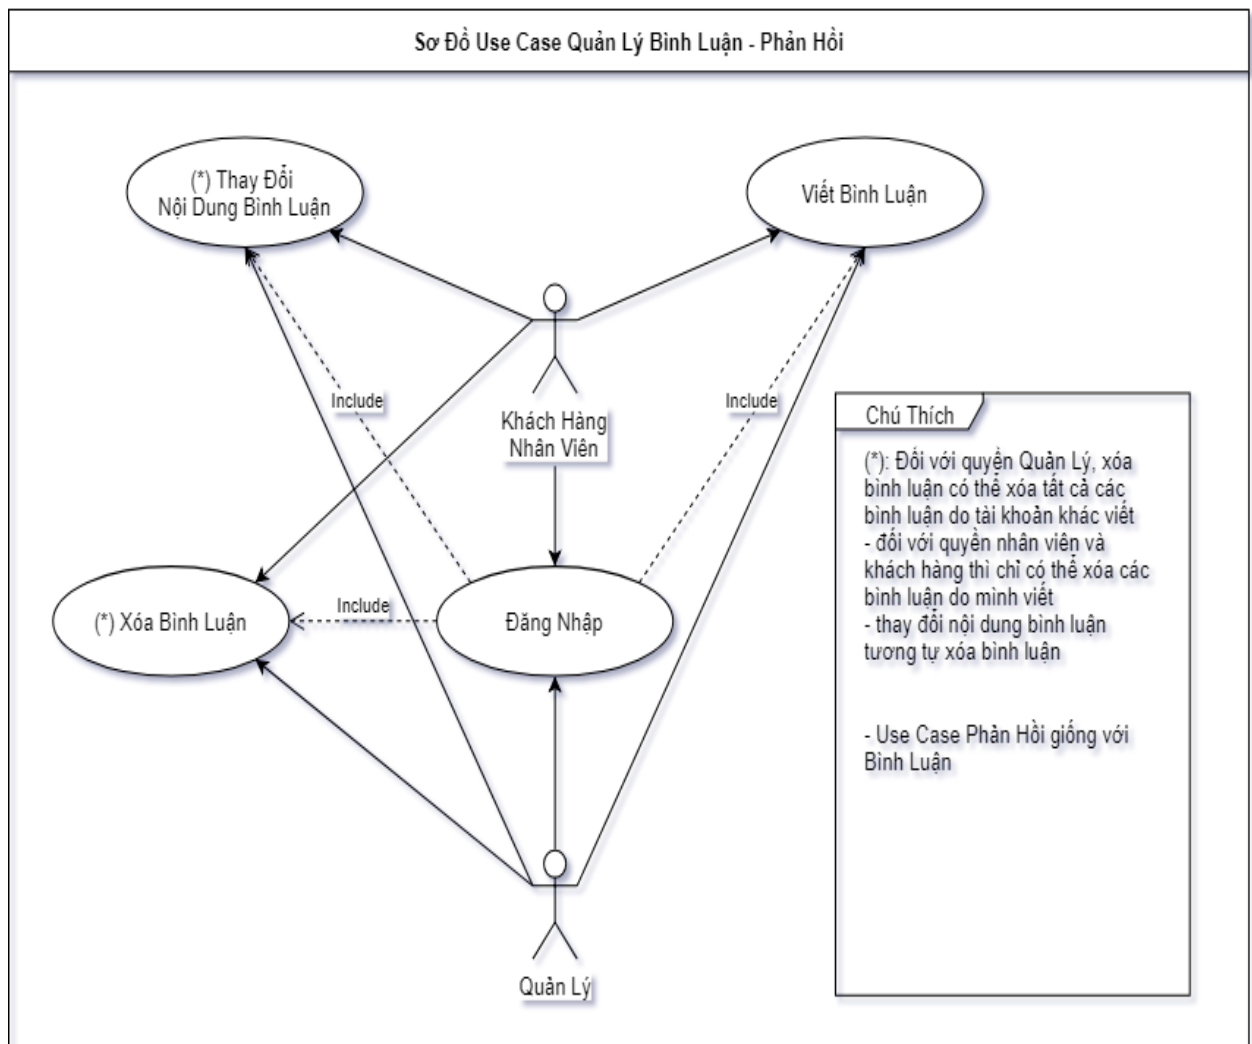 Sơ Đồ Use Case Quản Lý Bình Luận - Phản Hồi
(*) Thay Đổi
Nội Dung Bình Luận
Viết Bình Luận
Include
Include
Khách Hàng
Nhân Viên
Chú Thích
(*): Đối với quyền Quản Lý, xóa
bình luận có thể xóa tất cả các
bình luận do tài khoản khác viết
- đối với quyền nhân viên và
khách hàng thì chỉ có thể xóa các
bình luận do mình viết
- thay đổi nội dung bình luận
tương tự xóa bình luận
- Use Case Phản Hồi giống với
Bình Luận
(*) Xóa Bình Luận
Include
Đăng Nhập
Quản Lý